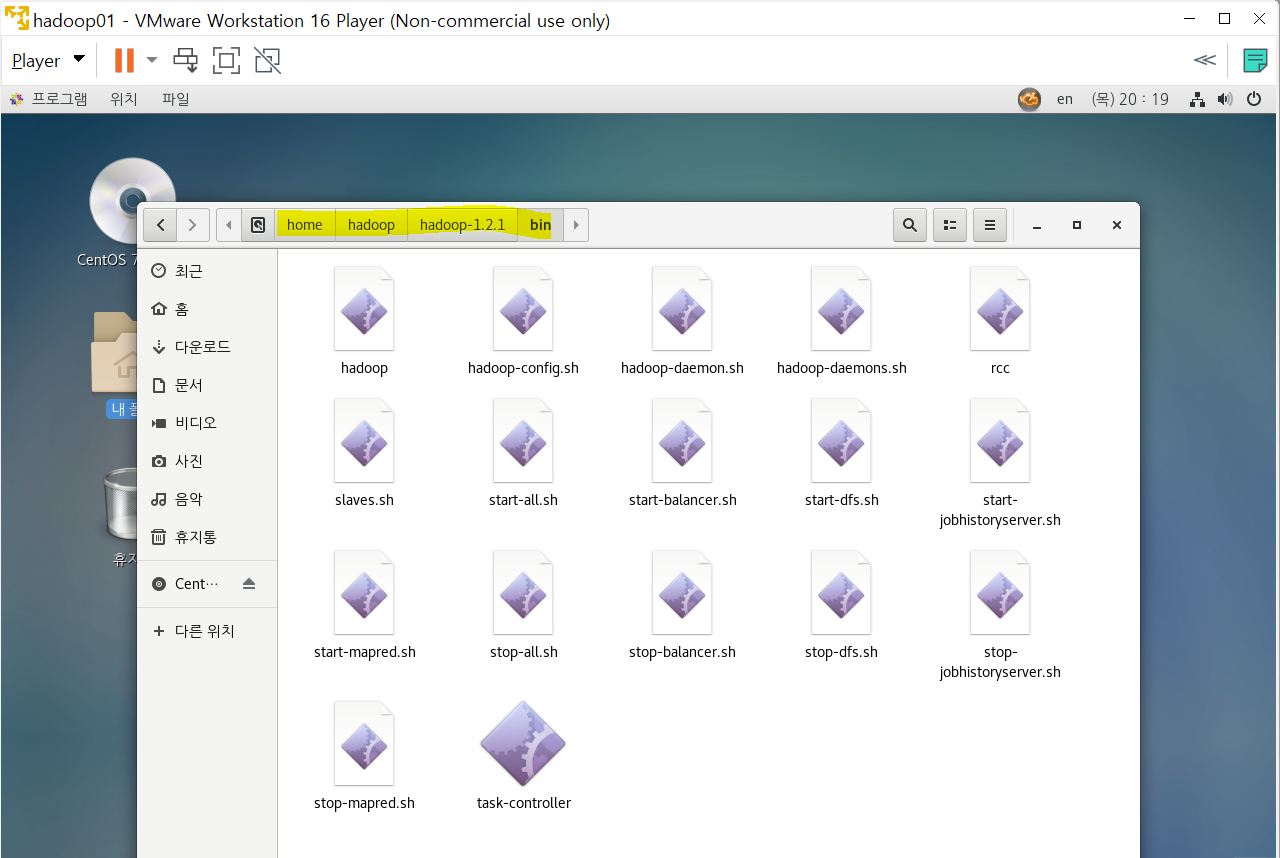 hadoop01 - VMware Workstation 16 Player (Non-commercial use only)
Player
프로그램 위치 파일 en (목) 20 : 19
home hadoop hadoop-1.2.1 bin
CentOS 7
내
휴지
최근
홈
다운로드
문서
비디오
사진
음악
휴지통
Cent…
+ 다른 위치
hadoop hadoop-config.sh hadoop-daemon.sh hadoop-daemons.sh rcc
slaves.sh start-all.sh start-balancer.sh start-dfs.sh start-
jobhistoryserver.sh
start-mapred.sh stop-all.sh stop-balancer.sh stop-dfs.sh stop-
jobhistoryserver.sh
stop-mapred.sh task-controller